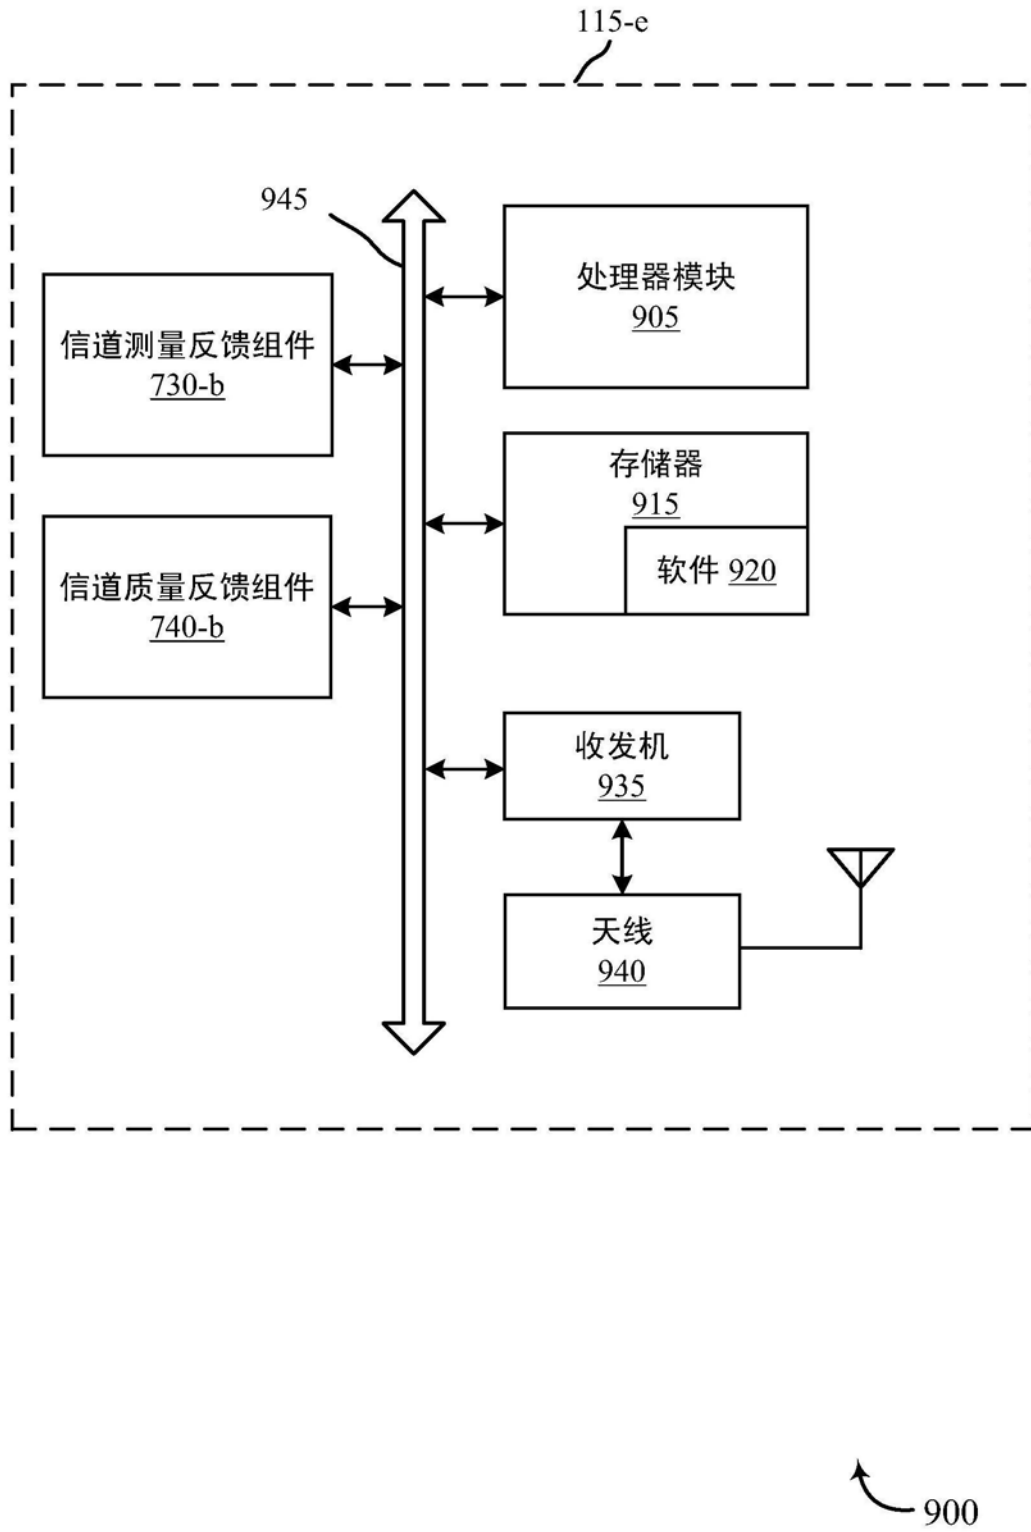 115-e
945
处理器模块
905
信道测量反馈组件
730-b
存储器
915
软件 920
信道质量反馈组件
740-b
收发机
935
天线
940
900